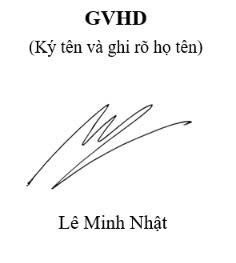 GVHD
(Ký tên và ghi rõ họ tên)
Lê Minh Nhật